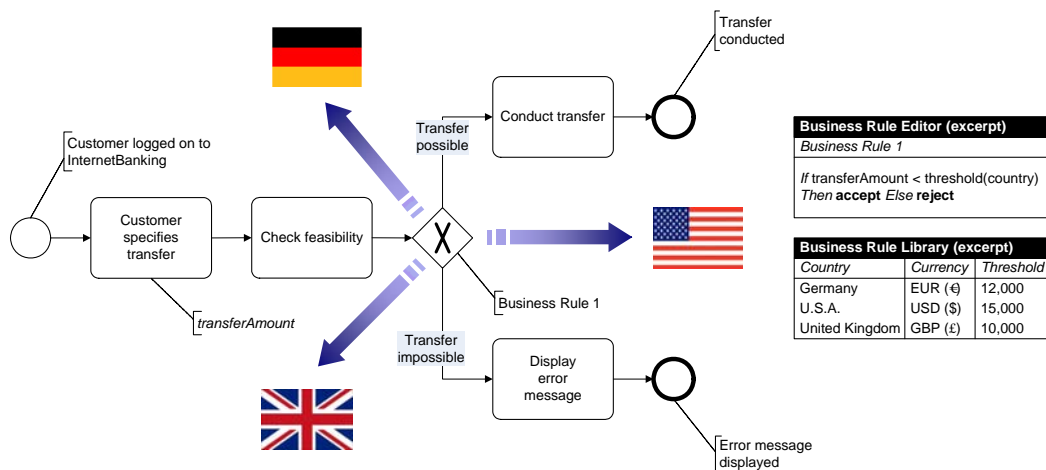 Transfer
conducted
Conduct transfer
Transfer
possible
Customer logged on to
InternetBanking
Customer
specifies
transfer
Check feasibility
X
transferAmount
Business Rule 1
Transfer
impossible
Display
error
message
Error message
displayed
Business Rule Editor (excerpt)
Business Rule 1
If transferAmount < threshold(country)
Then accept Else reject
Business Rule Library (excerpt)
Country Currency Threshold
Germany EUR (€) 12,000
U.S.A. USD ($) 15,000
United Kingdom GBP (£) 10,000